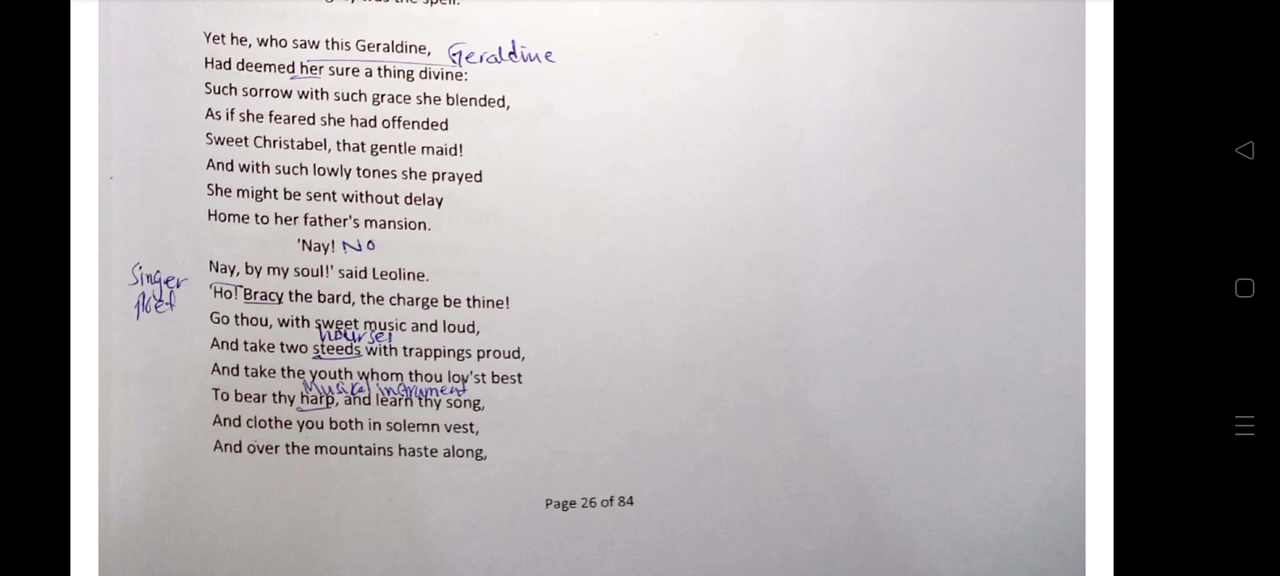 was the spell.
Yet he, who saw this Geraldine, Geraldine
Had deemed her sure a thing divine:
Such sorrow with such grace she blended,
As if she feared she had offended
Sweet Christabel, that gentle maid!
And with such lowly tones she prayed
She might be sent without delay
Home to her father's mansion.
'Nay! NO
Nay, by my soul!' said Leoline.
Singer
Poet
'Ho! Bracy the bard, the charge be thine!
Go thou, with sweet music and loud,
hourses
And take two steeds with trappings proud,
And take the youth whom thou lov'st best
Musical instrument
To bear thy harp, and learn thy song,
And clothe you both in solemn vest,
And over the mountains haste along,
Page 26 of 84